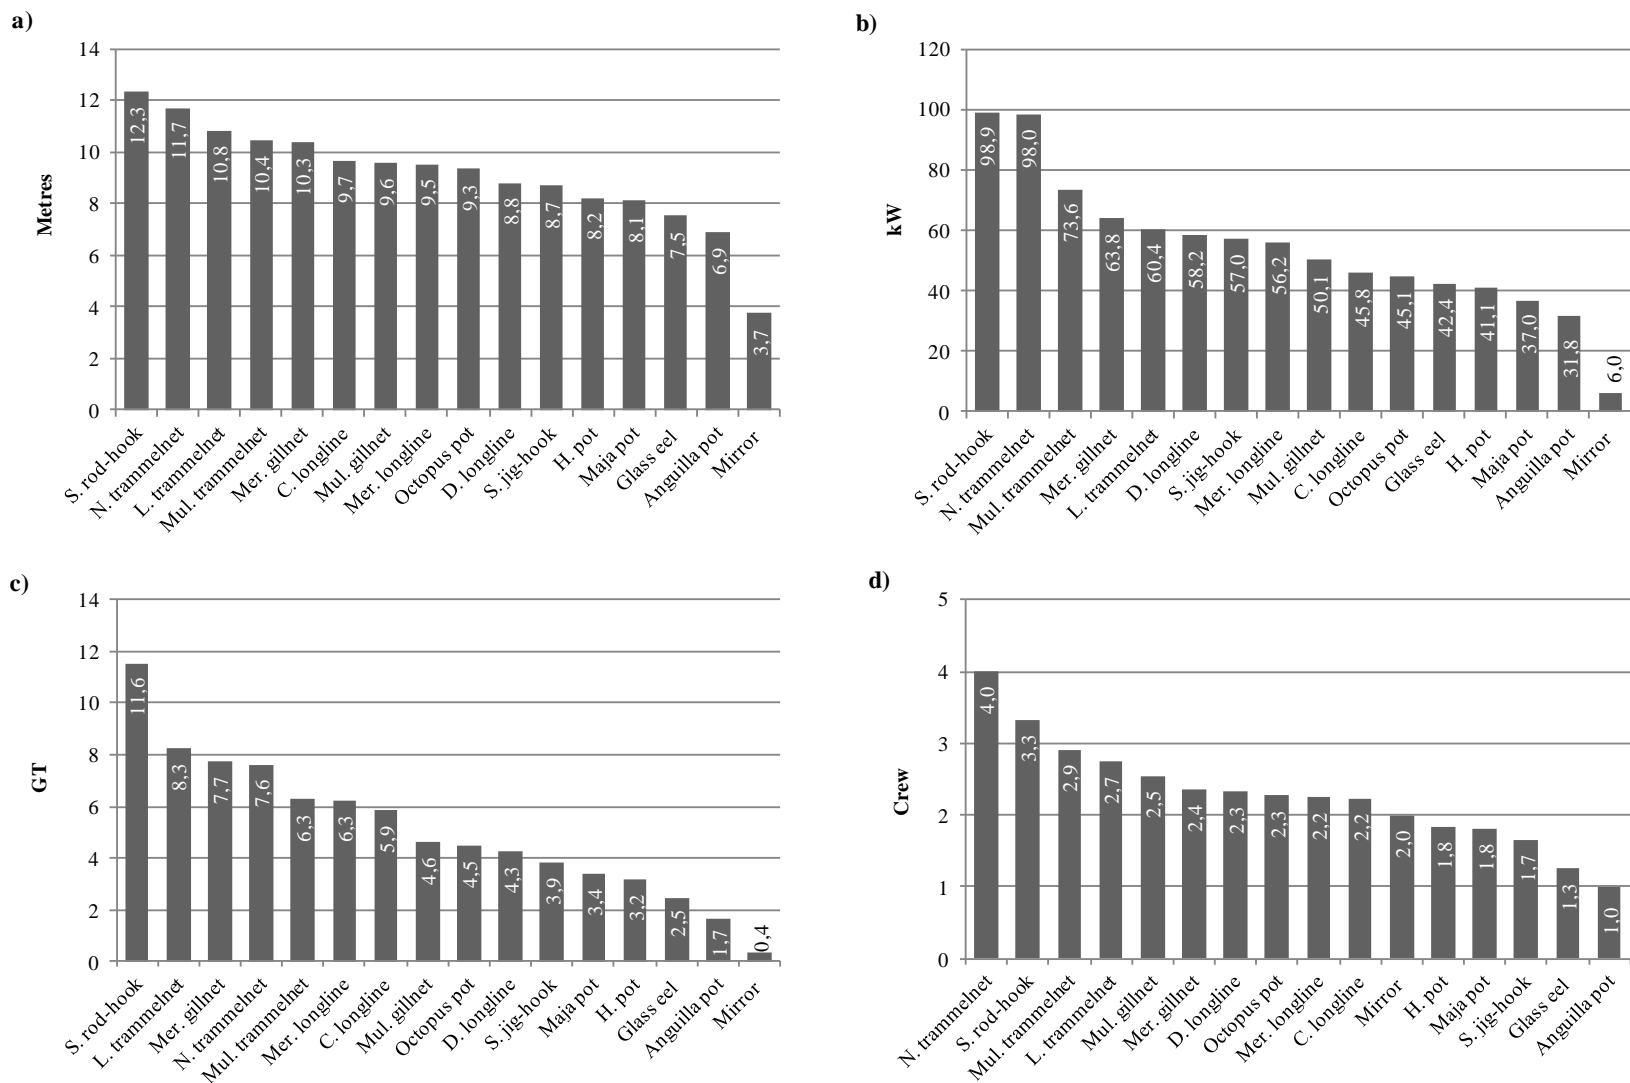 a)
14
12
10
8
6
4
2
0
Metres
12,3
11,7
10,8
10,4
10,3
9,7
9,6
9,5
9,3
8,8
8,7
8,2
8,1
7,5
6,9
3,7
S. rod-hook
N. trammelnet
L. trammelnet
Mul. trammelnet
Mer. gillnet
C. longline
Mul. gillnet
Mer. longline
Octopus pot
D. longline
S. jig-hook
H. pot
Maja pot
Glass eel
Anguilla pot
Mirror
b)
120
100
80
60
40
20
0
kW
98,9
98,0
73,6
63,8
60,4
58,2
57,0
56,2
50,1
45,8
45,1
42,4
41,1
37,0
31,8
6,0
S. rod-hook
N. trammelnet
Mul. trammelnet
Mer. gillnet
L. trammelnet
D. longline
S. jig-hook
Mer. longline
Mul. gillnet
C. longline
Octopus pot
Glass eel
H. pot
Maja pot
Anguilla pot
Mirror
c)
14
12
10
8
6
4
2
0
GT
11,6
8,3
7,7
7,6
6,3
6,3
5,9
4,6
4,5
4,3
3,9
3,4
3,2
2,5
1,7
0,4
S. rod-hook
L. trammelnet
Mer. gillnet
N. trammelnet
Mul. trammelnet
Mer. longline
C. longline
Mul. gillnet
Octopus pot
D. longline
S. jig-hook
Maja pot
H. pot
Glass eel
Anguilla pot
Mirror
d)
5
4
3
2
1
0
Crew
4,0
3,3
2,9
2,7
2,5
2,4
2,3
2,3
2,2
2,2
2,0
1,8
1,8
1,7
1,3
1,0
N. trammelnet
S. rod-hook
Mul. trammelnet
L. trammelnet
Mul. gillnet
Mer. gillnet
D. longline
Octopus pot
Mer. longline
C. longline
Mirror
H. pot
Maja pot
S. jig-hook
Glass eel
Anguilla pot